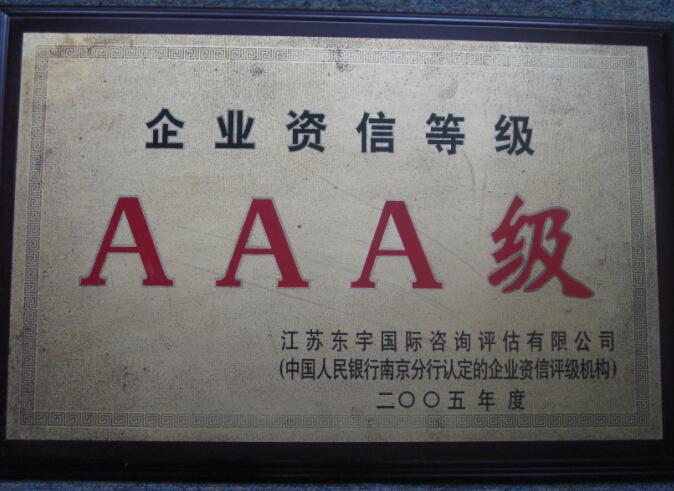 企业资信等级
AAA级
江苏东宇国际咨询评估有限公司
(中国人民银行南京分行认定的企业资信评级机构)
二〇〇五年度